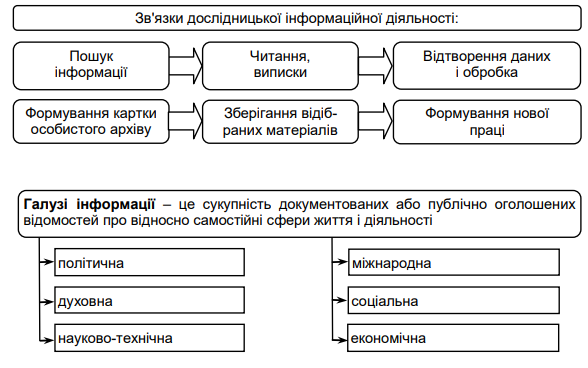 Зв'язки дослідницької інформаційної діяльності:
Пошук
інформації
Читання,
виписки
Відтворення даних
і обробка
Формування картки
особистого архіву
Зберігання відіб-
раних матеріалів
Формування нової
праці
Галузі інформації – це сукупність документованих або публічно оголошених
відомостей про відносно самостійні сфери життя і діяльності
політична
міжнародна
духовна
соціальна
науково-технічна
економічна